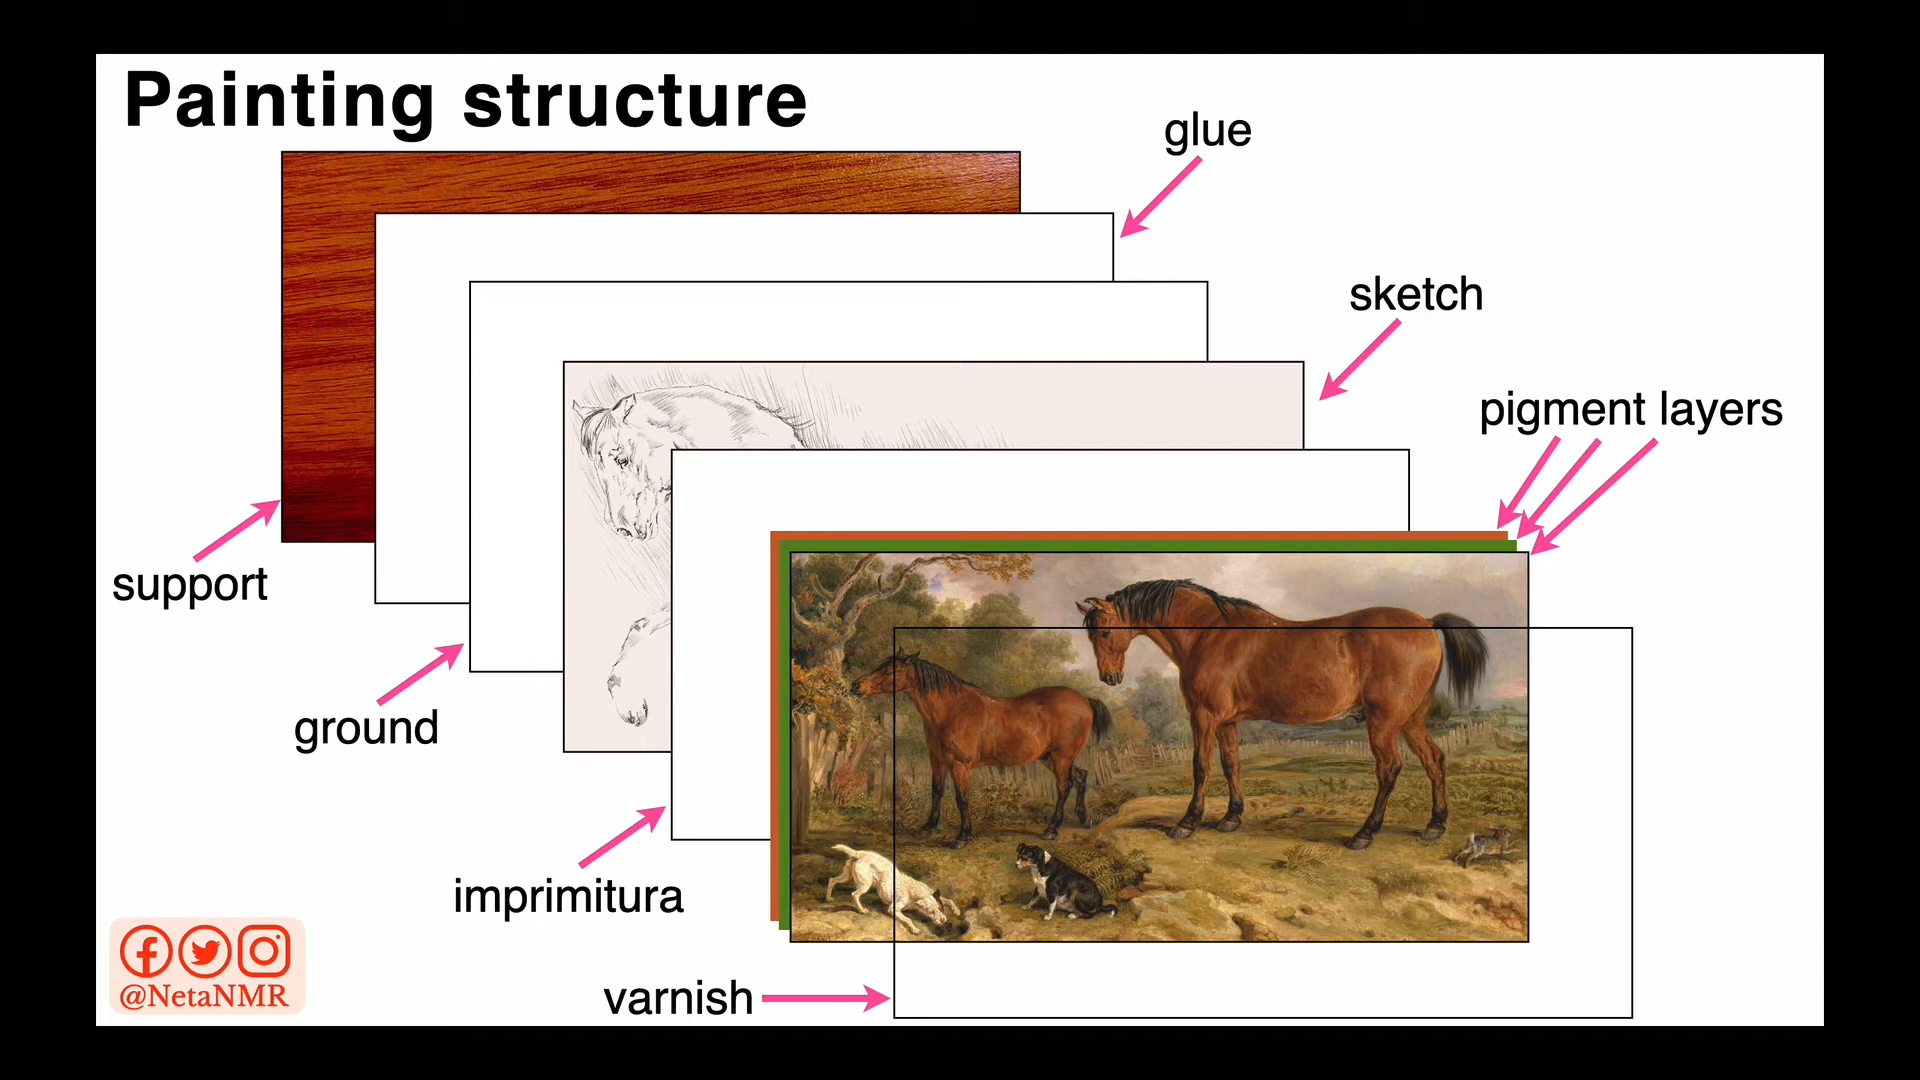 Painting structure
glue
sketch
pigment layers
support
ground
imprimitura
varnish
@NetaNMR